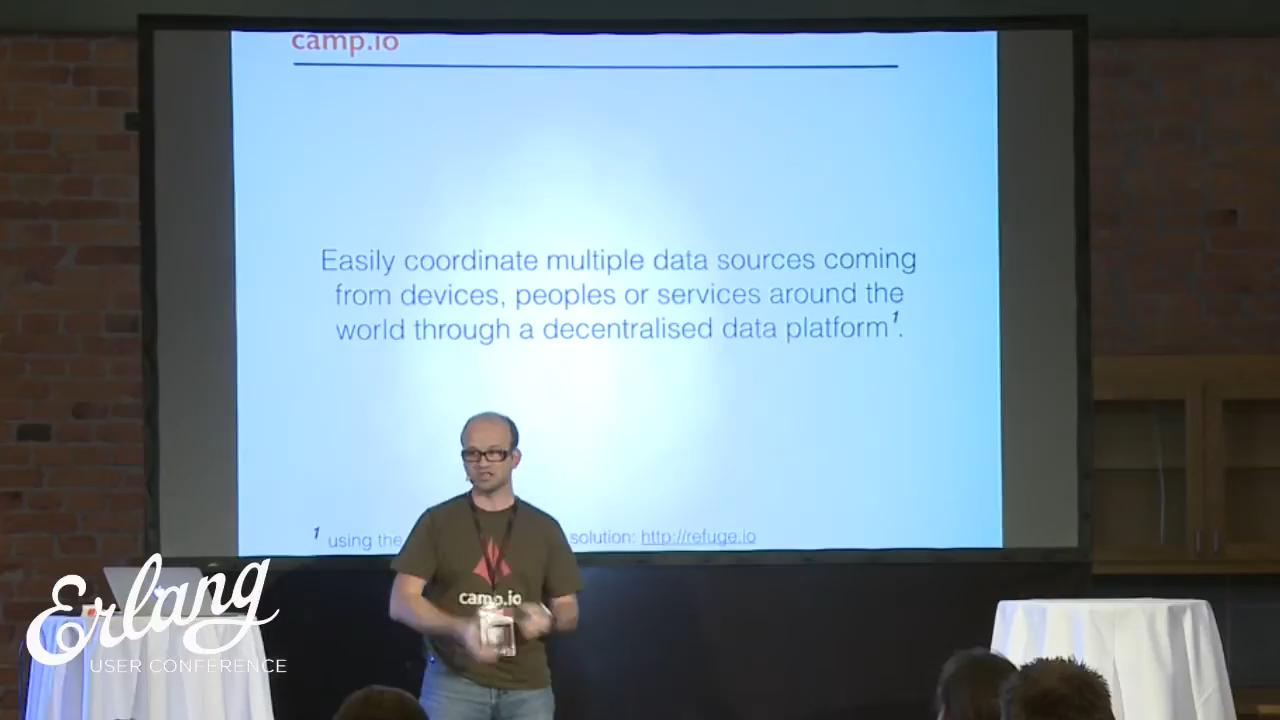 camp.io
Easily coordinate multiple data sources coming
from devices, peoples or services around the
world through a decentralised data platform¹.
¹ using the
solution: http://refuge.io
camp.io
Erlang
USER CONFERENCE